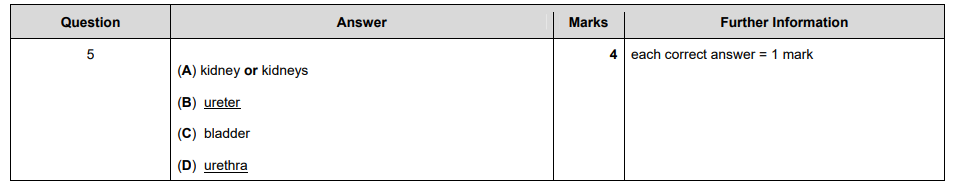 Question Answer Marks Further Information
5 4 each correct answer = 1 mark
(A) kidney or kidneys
(B) ureter
(C) bladder
(D) urethra